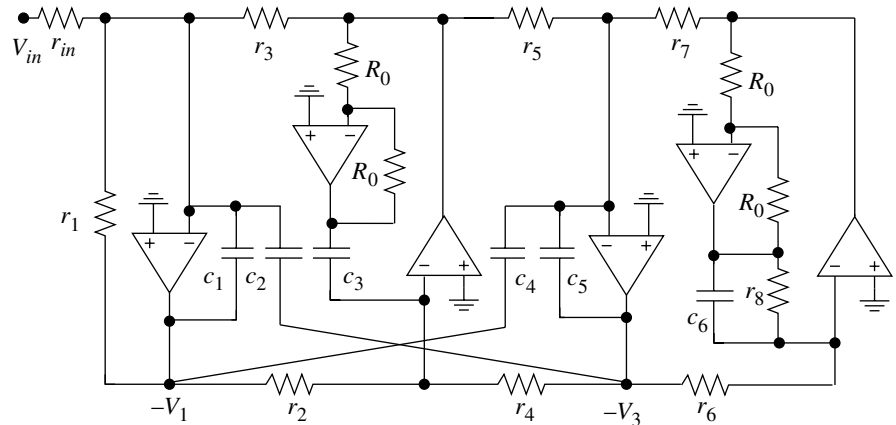 V_in r_in r_3 r_5 r_7
R_0 R_0
+ − + −
R_0 R_0
r_1
+ − − +
c_1 c_2 c_3 − + c_4 c_5 c_6 r_8 − +
−V_1 r_2 r_4 −V_3 r_6